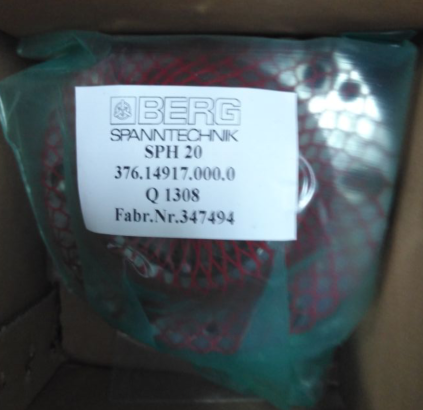 BERG
SPANNTECHNIK
SPH 20
376.14917.000.0
Q 1308
Fabr.Nr.347494